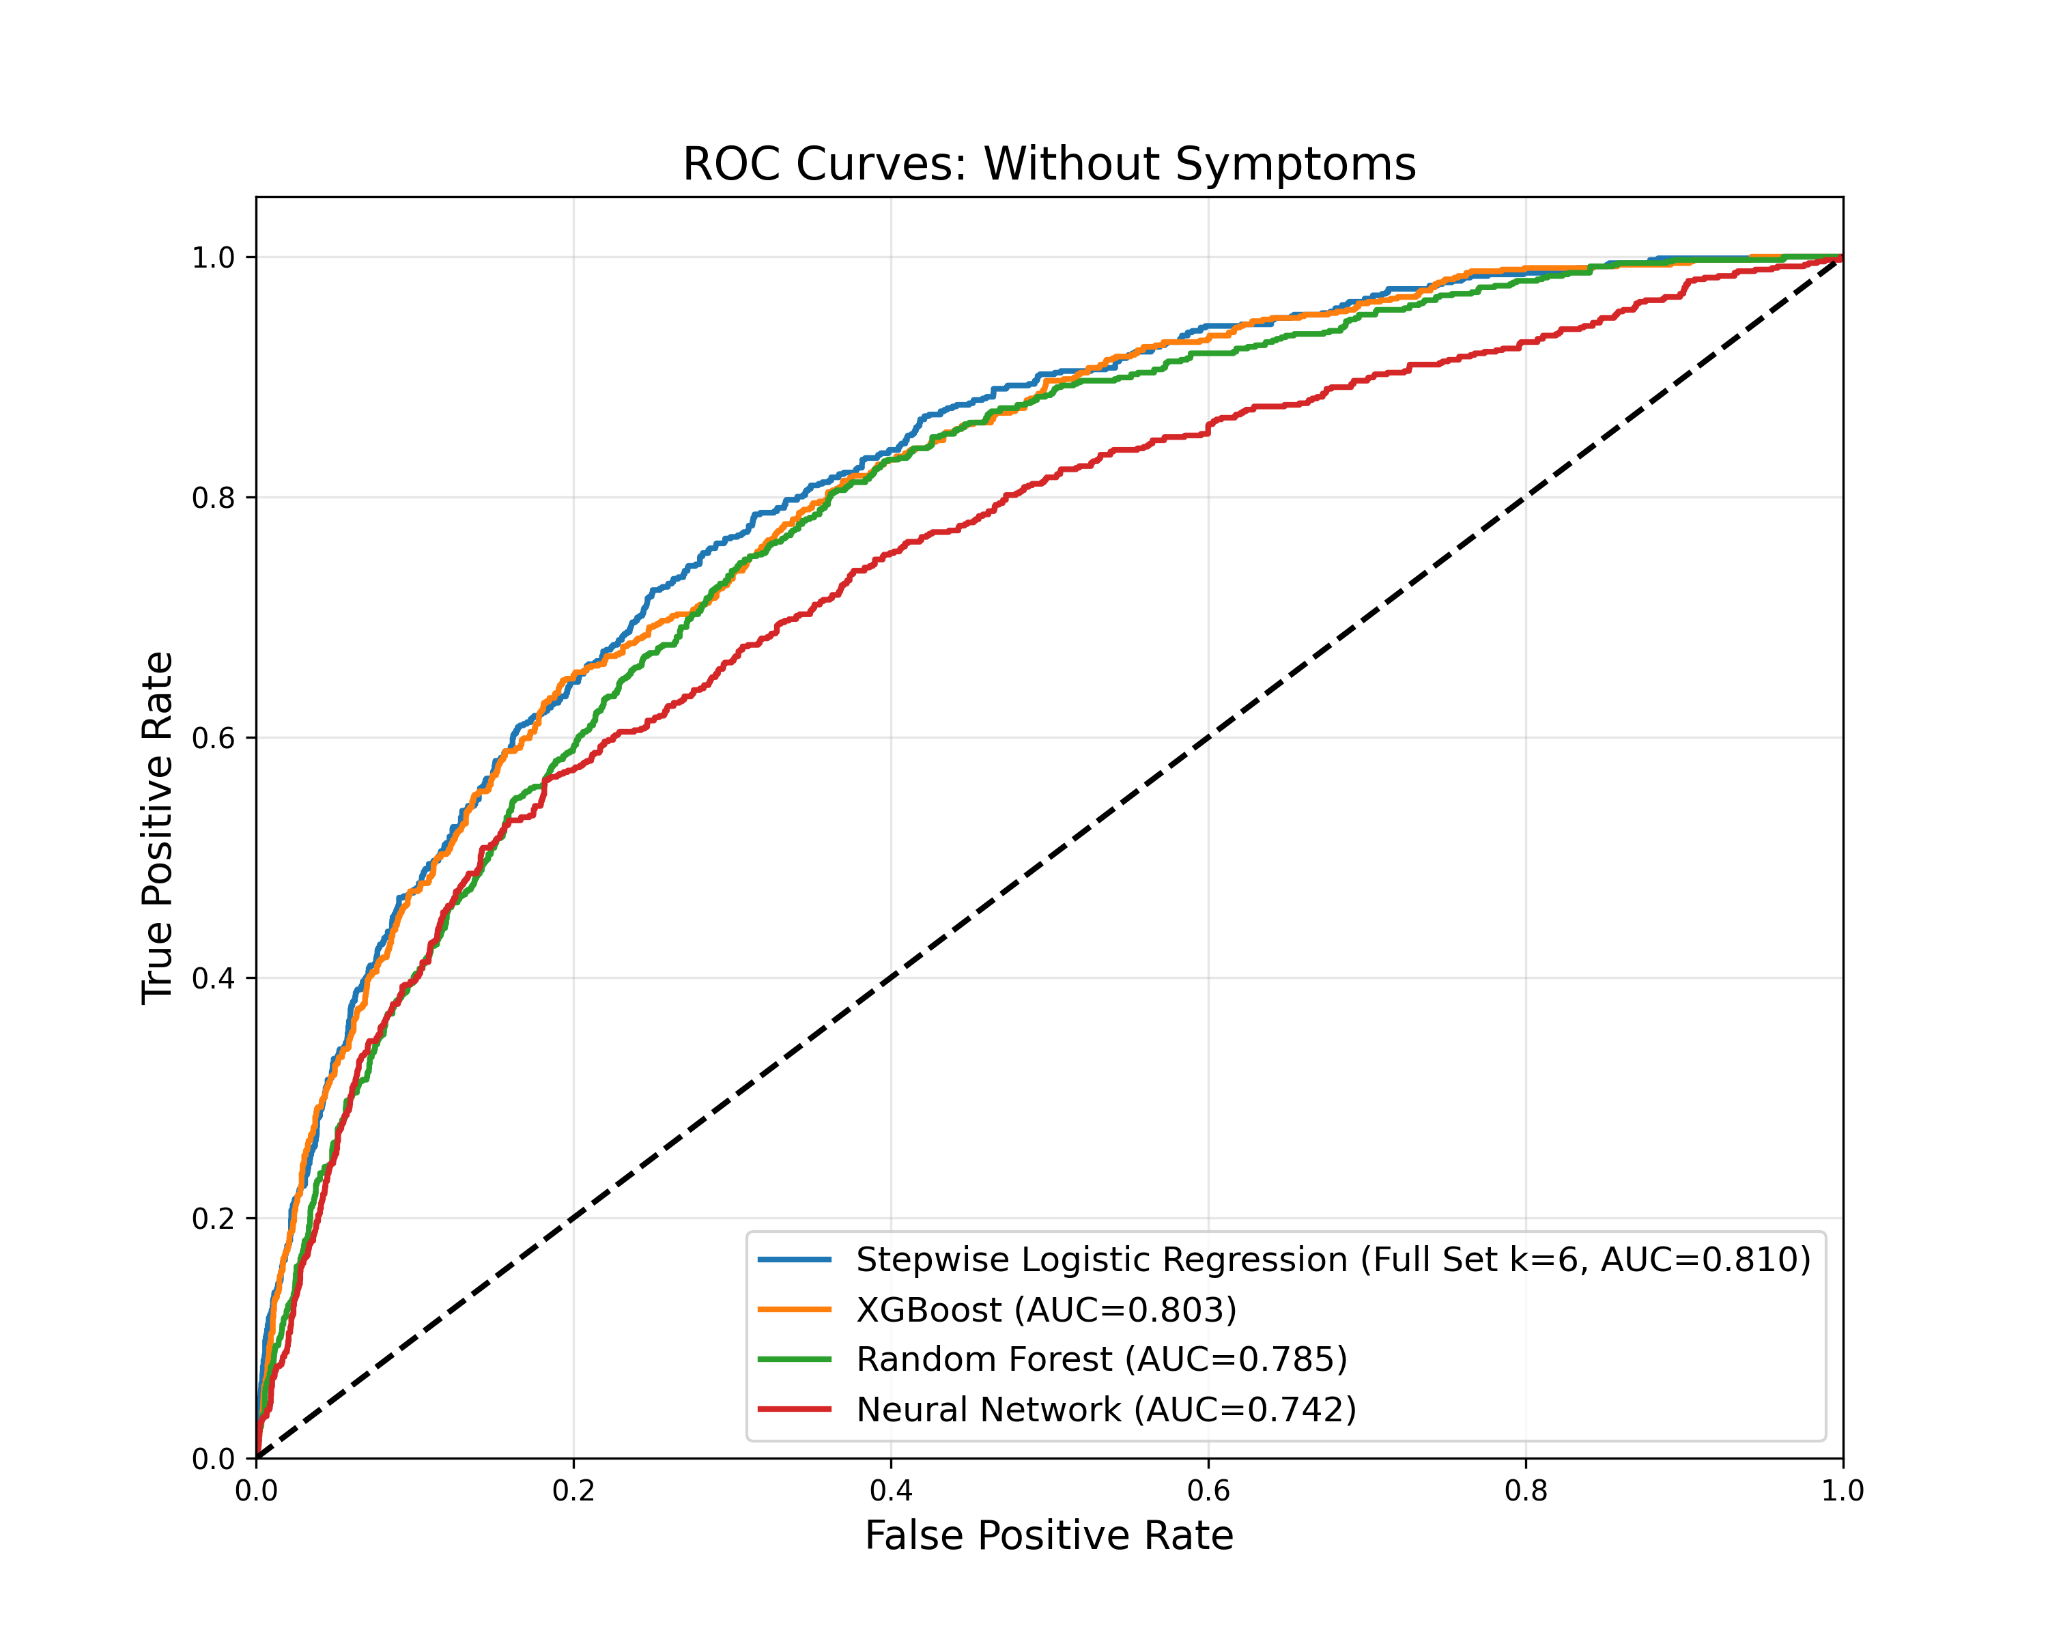 ROC Curves: Without Symptoms
1.0
0.8
0.6
0.4
0.2
0.0
True Positive Rate
0.0 0.2 0.4 0.6 0.8 1.0
False Positive Rate
Stepwise Logistic Regression (Full Set k=6, AUC=0.810)
XGBoost (AUC=0.803)
Random Forest (AUC=0.785)
Neural Network (AUC=0.742)